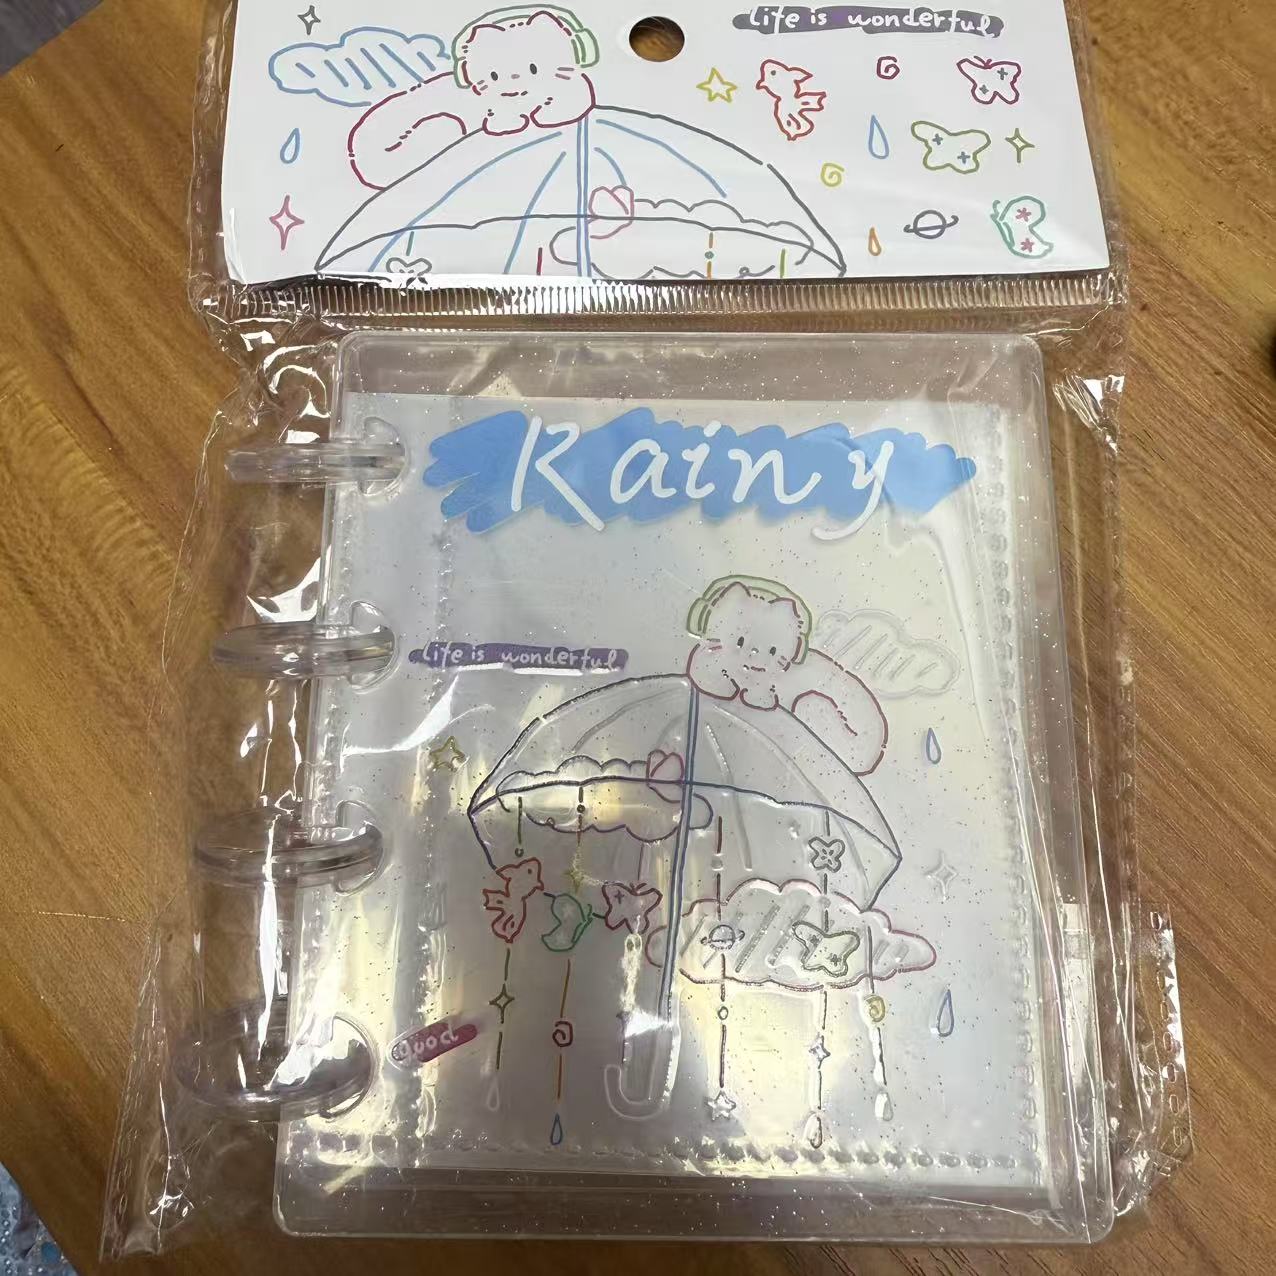 Life is wonderful
Rainy
Life is wonderful
good